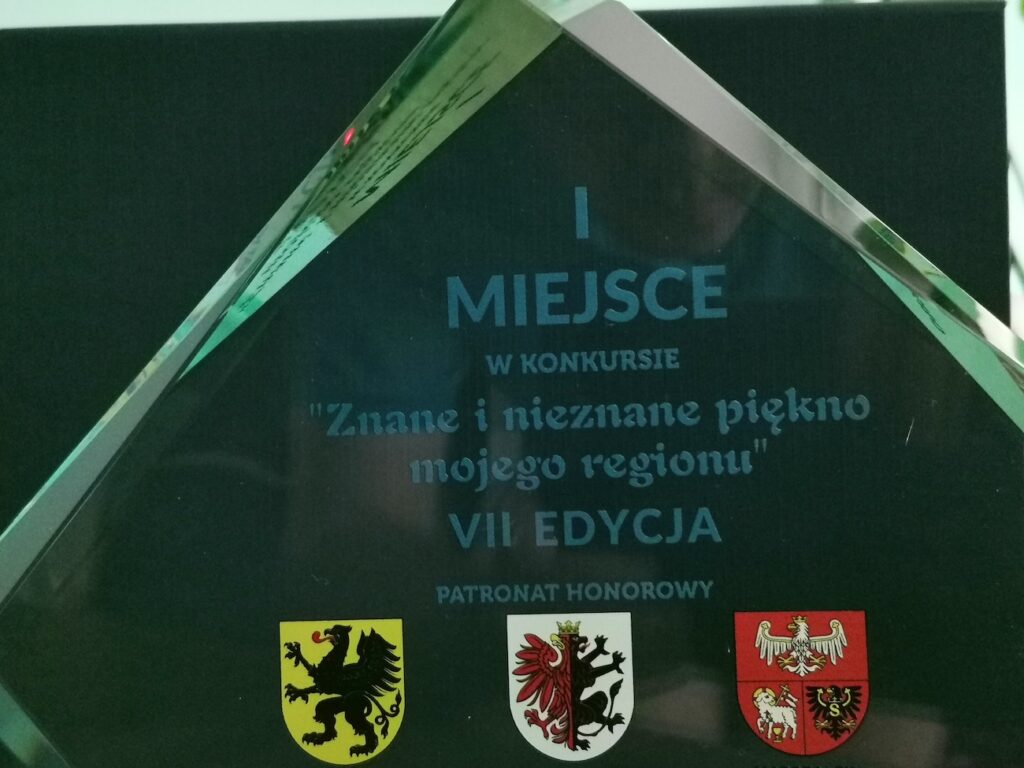 I
MIEJSCE
W KONKURSIE
"Znane i nieznane piękno
mojego regionu"
VII EDYCJA
PATRONAT HONOROWY
S